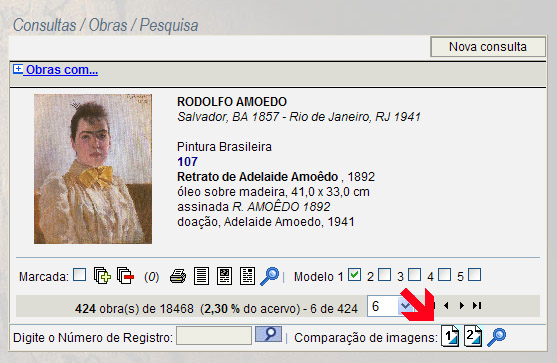 Consultas / Obras / Pesquisa
Nova consulta
Obras com...
RODOLFO AMOEDO
Salvador, BA 1857 - Rio de Janeiro, RJ 1941
Pintura Brasileira
107
Retrato de Adelaide Amoêdo , 1892
óleo sobre madeira, 41,0 x 33,0 cm
assinada R. AMOÊDO 1892
doação, Adelaide Amoedo, 1941
Marcada: (0) | Modelo 1 2 3 4 5
424 obra(s) de 18468 (2,30 % do acervo) - 6 de 424 6
Digite o Número de Registro: | Comparação de imagens: 1 2